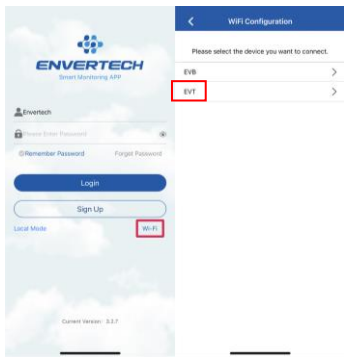 ENVERTECH
Smart Monitoring APP
Envertech
Please Enter Password
Remember Password
Forgot Password
Login
Sign Up
Local Mode
Wi-Fi
Current Version: 3.3.7
WiFi Configuration
Please select the device you want to connect.
EVB
EVT